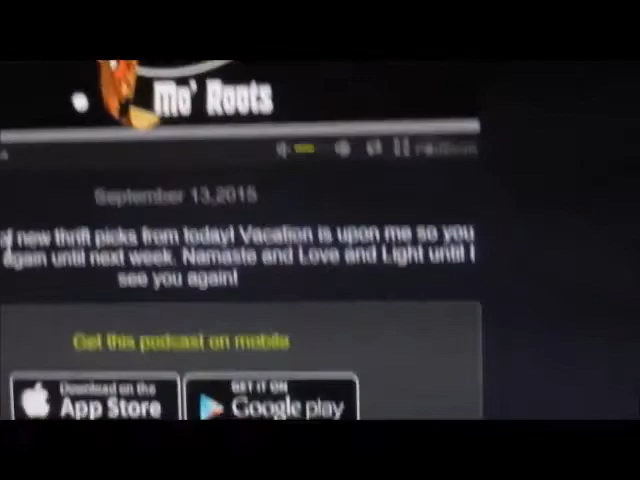 Mo' Roots
September 13,2015
of new thrift picks from today! Vacation is upon me so you
again until next week. Namaste and Love and Light until I
see you again!
Get this podcast on mobile
Download on the
App Store
GET IT ON
Google play